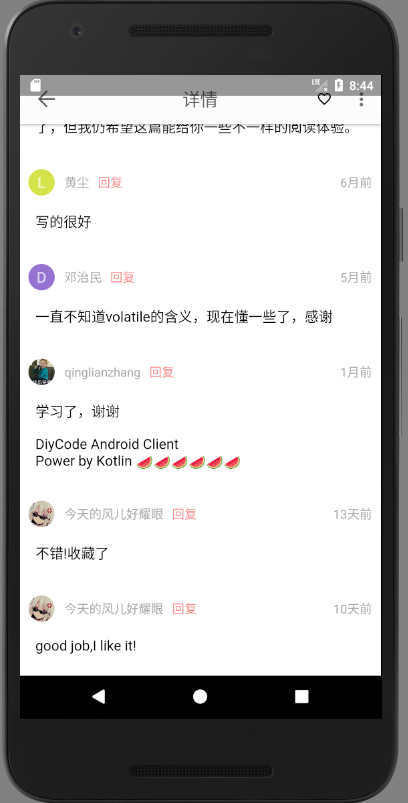 LTE 8:44
详情
了，但我仍希望这篇能给你一些不一样的阅读体验。
L 黄尘 回复 6月前
写的很好
D 邓治民 回复 5月前
一直不知道volatile的含义，现在懂一些了，感谢
qinglianzhang 回复 1月前
学习了，谢谢
DiyCode Android Client
Power by Kotlin 🍉🍉🍉🍉🍉🍉
今天的风儿好耀眼 回复 13天前
不错!收藏了
今天的风儿好耀眼 回复 10天前
good job,I like it!